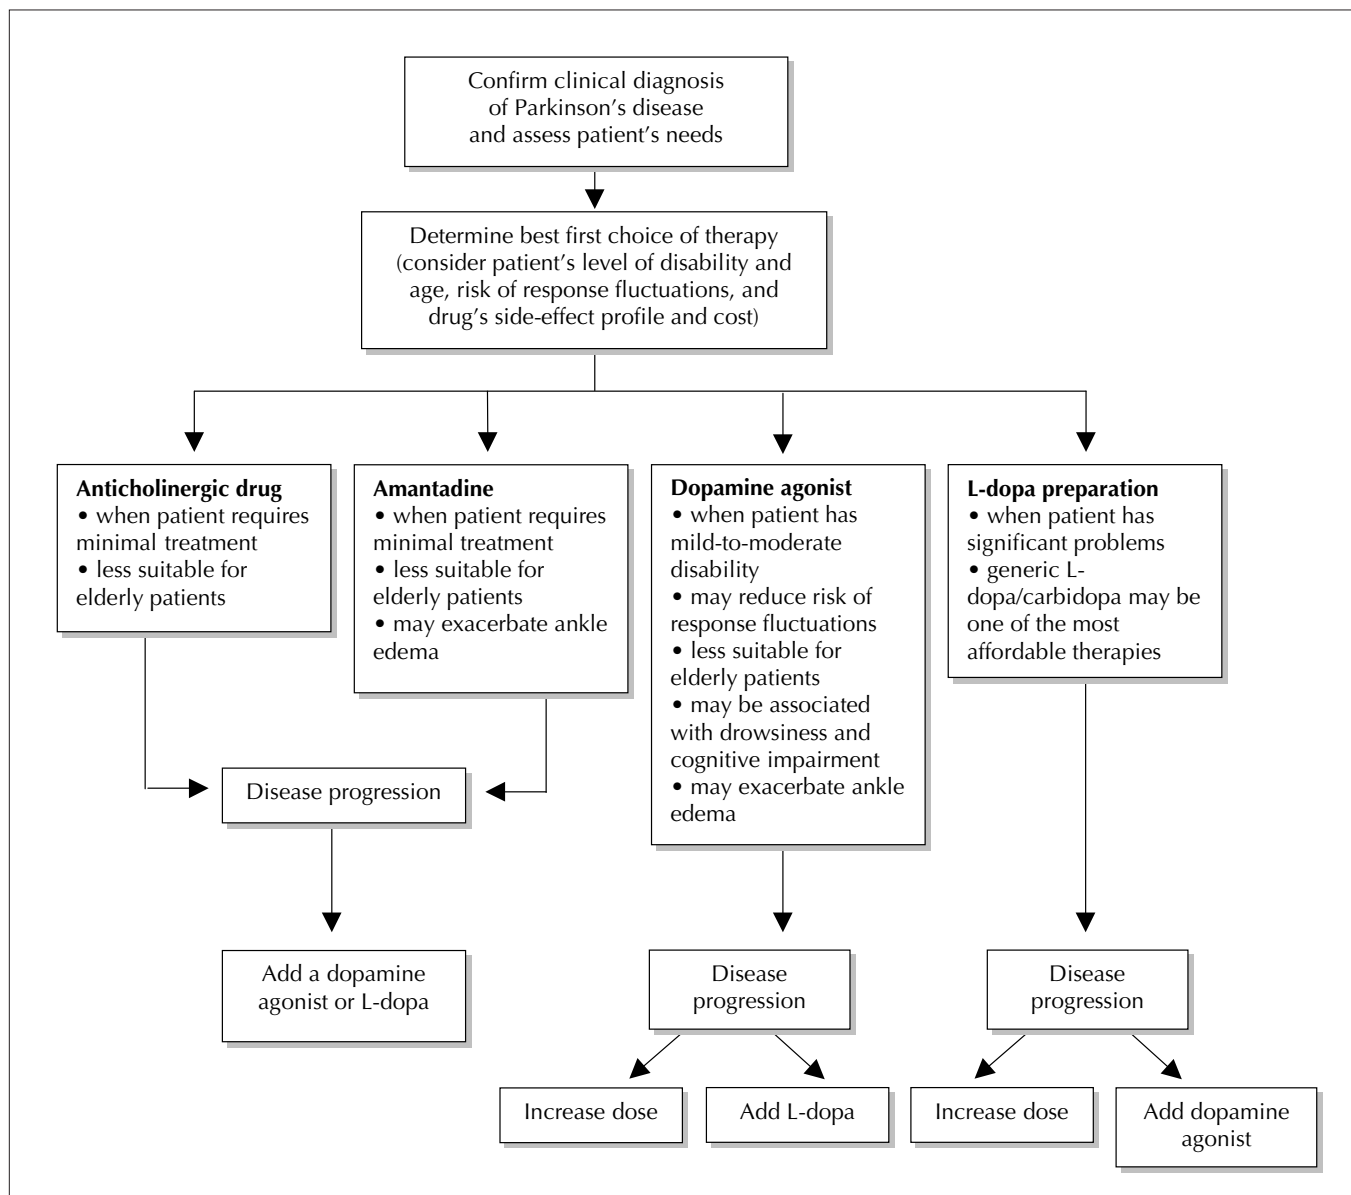 Confirm clinical diagnosis
of Parkinson’s disease
and assess patient’s needs
Determine best first choice of therapy
(consider patient’s level of disability and
age, risk of response fluctuations, and
drug’s side-effect profile and cost)
Anticholinergic drug
• when patient requires
minimal treatment
• less suitable for
elderly patients
Amantadine
• when patient requires
minimal treatment
• less suitable for
elderly patients
• may exacerbate ankle
edema
Dopamine agonist
• when patient has
mild-to-moderate
disability
• may reduce risk of
response fluctuations
• less suitable for
elderly patients
• may be associated
with drowsiness and
cognitive impairment
• may exacerbate ankle
edema
L-dopa preparation
• when patient has
significant problems
• generic L-
dopa/carbidopa may be
one of the most
affordable therapies
Disease progression
Add a dopamine
agonist or L-dopa
Disease
progression
Disease
progression
Increase dose
Add L-dopa
Increase dose
Add dopamine
agonist